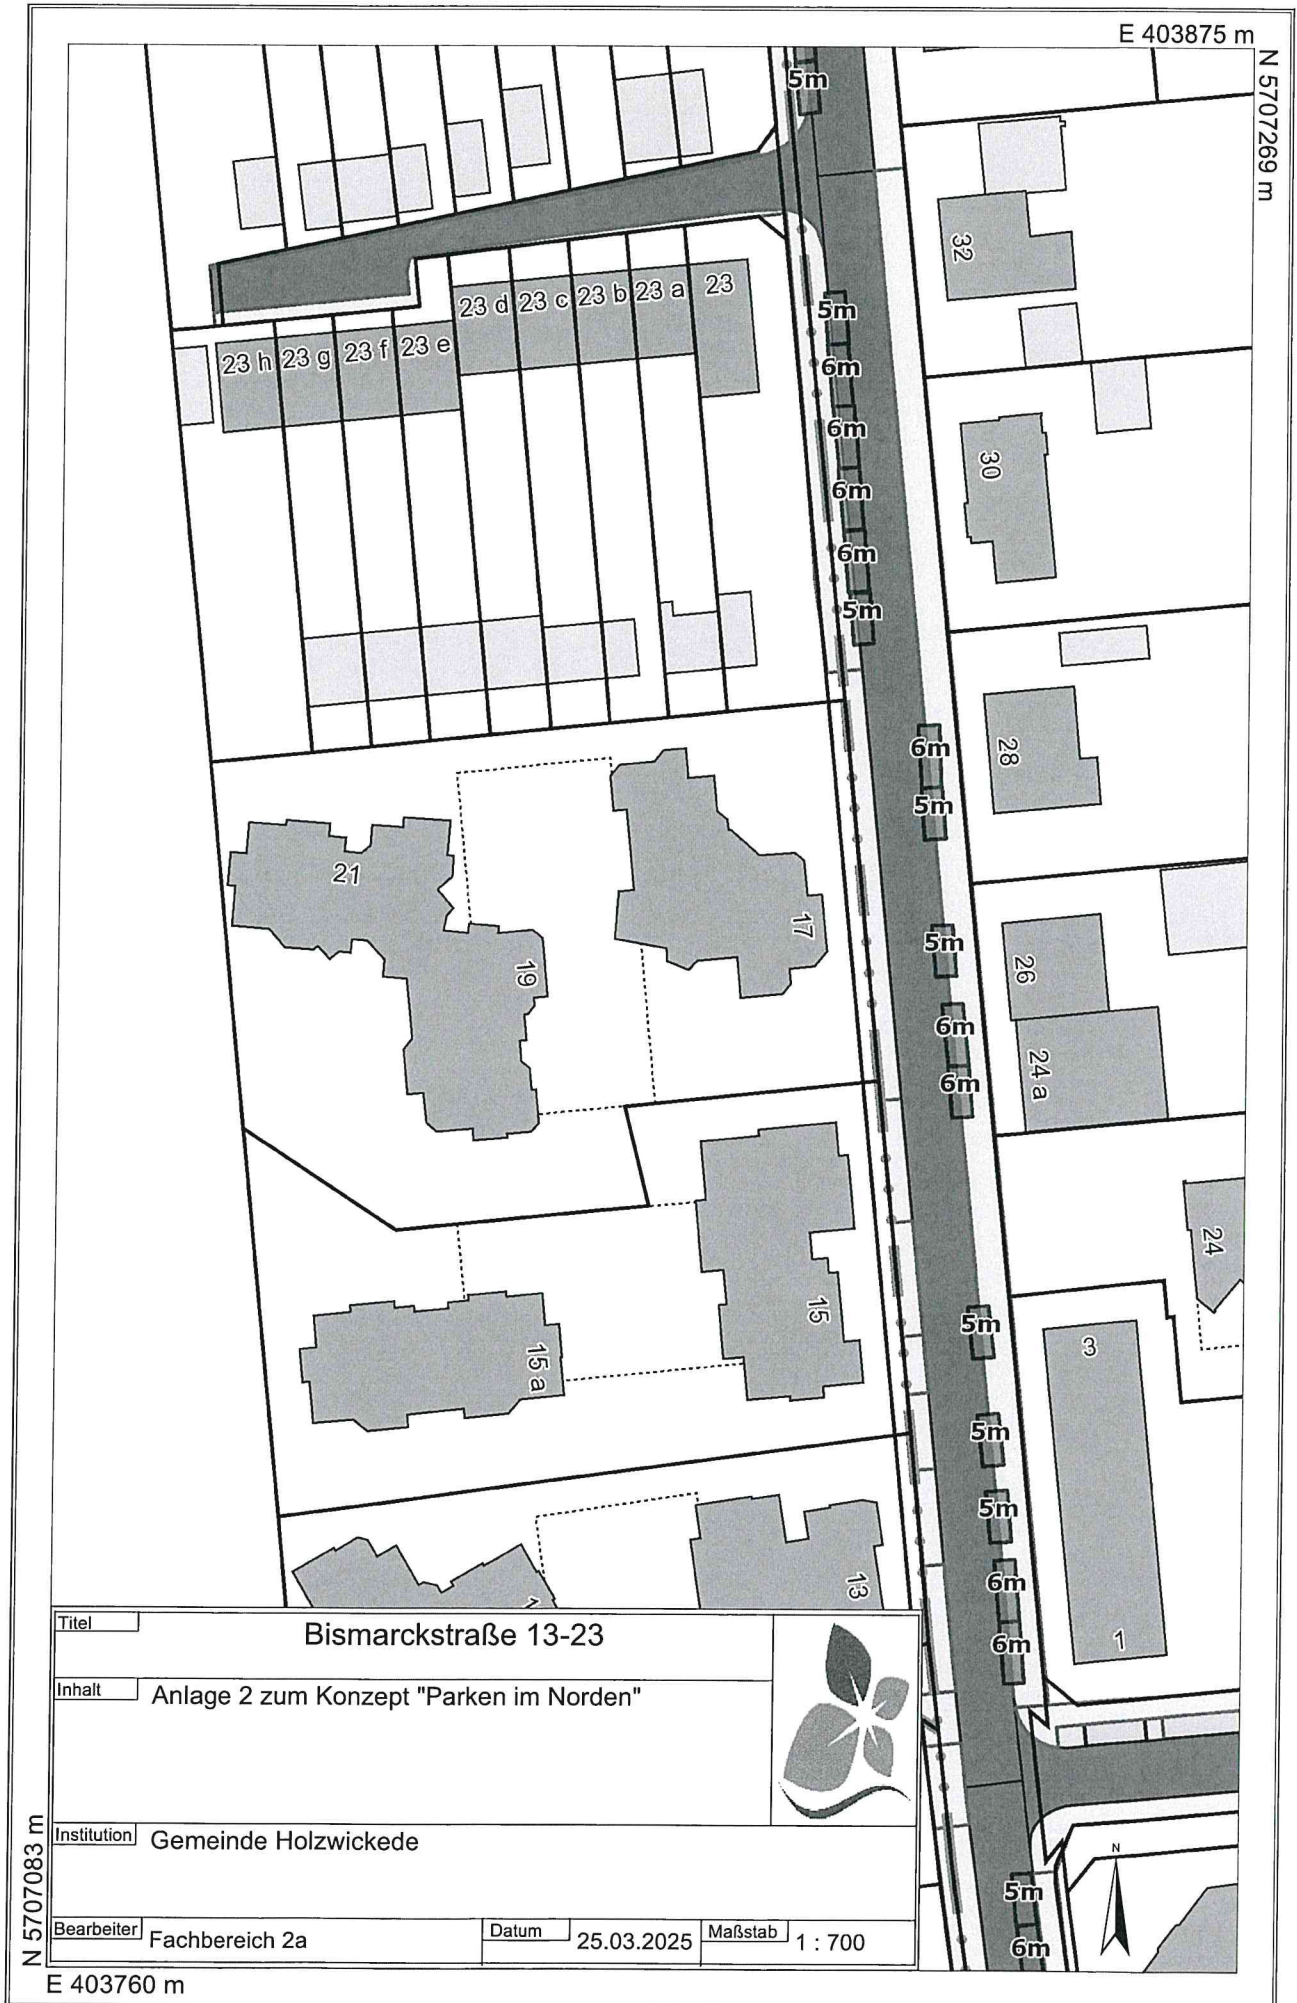 E 403875 m
N 5707269 m
5m
32
5m
23 d
23 c
23 b
23 a
23
23 h
23 g
23 f
23 e
6m
6m
6m
6m
5m
30
6m
5m
28
21
17
19
5m
26
6m
24 a
6m
24
15
5m
3
15 a
5m
5m
13
6m
1
6m
1
Titel
Bismarckstraße 13-23
Inhalt
Anlage 2 zum Konzept "Parken im Norden"
Institution
Gemeinde Holzwickede
N
5m
6m
Bearbeiter
Fachbereich 2a
Datum
25.03.2025
Maßstab
1 : 700
N 5707083 m
E 403760 m